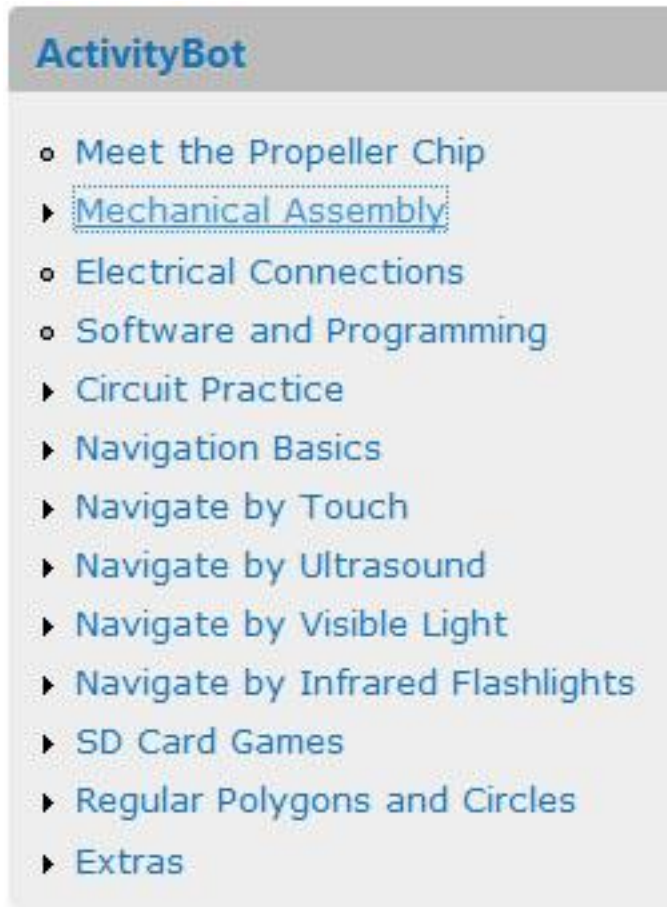 ActivityBot
Meet the Propeller Chip
Mechanical Assembly
Electrical Connections
Software and Programming
Circuit Practice
Navigation Basics
Navigate by Touch
Navigate by Ultrasound
Navigate by Visible Light
Navigate by Infrared Flashlights
SD Card Games
Regular Polygons and Circles
Extras